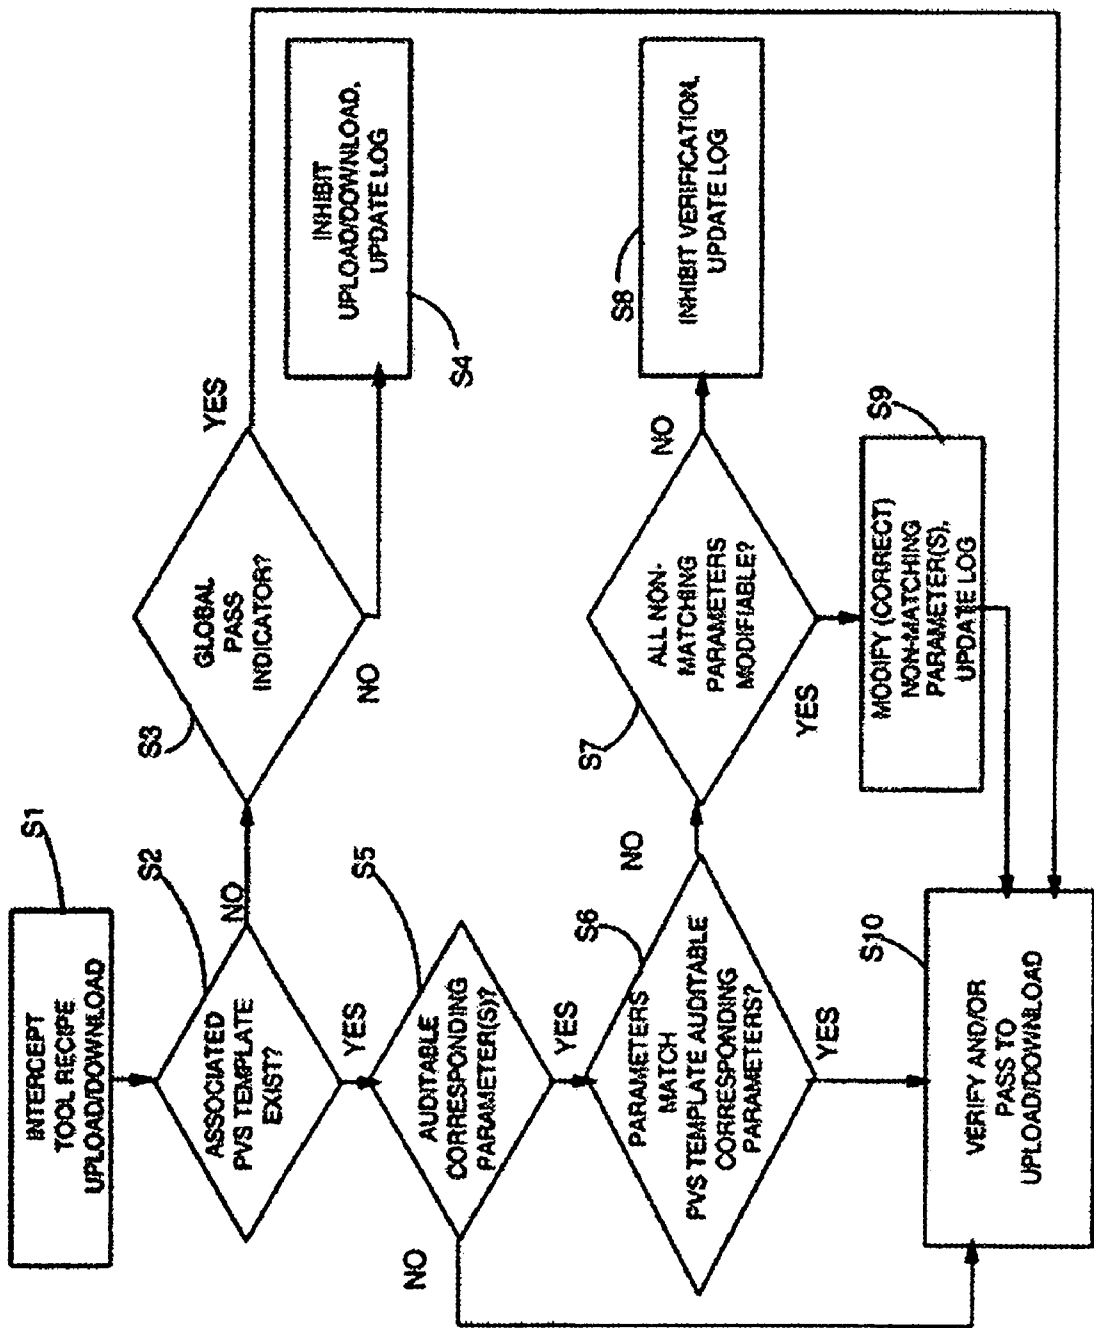 S1
INTERCEPT
TOOL RECIPE
UPLOAD/DOWNLOAD
S2
ASSOCIATED
PVS TEMPLATE
EXIST?
NO
YES
S3
GLOBAL
PASS
INDICATOR?
YES
NO
INHIBIT
UPLOAD/DOWNLOAD,
UPDATE LOG
S4
S5
AUDITABLE
CORRESPONDING
PARAMETER(S)?
NO
YES
S6
PARAMETERS
MATCH
PVS TEMPLATE AUDITABLE
CORRESPONDING
PARAMETERS?
NO
YES
S7
ALL NON-
MATCHING
PARAMETERS
MODIFIABLE?
NO
YES
S8
INHIBIT VERIFICATION,
UPDATE LOG
S9
MODIFY (CORRECT)
NON-MATCHING
PARAMETER(S),
UPDATE LOG
S10
VERIFY AND/OR
PASS TO
UPLOAD/DOWNLOAD